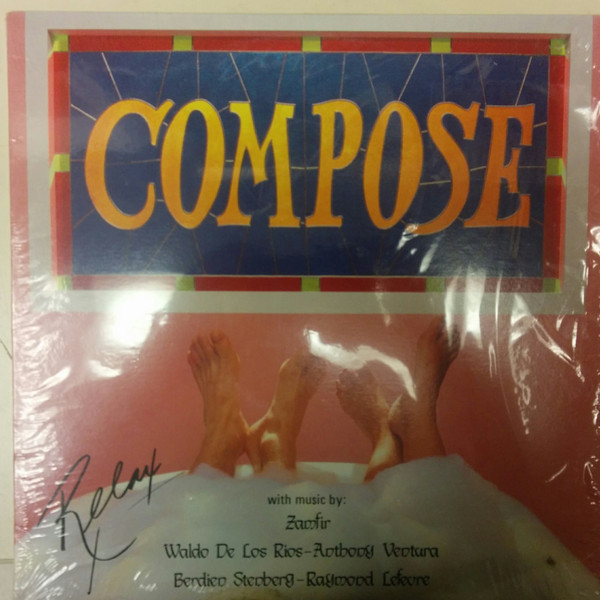 COMPOSE
Relax
with music by:
Zamfir
Waldo De Los Rios-Anthony Ventura
Berdien Stenberg-Raymond Lefevre